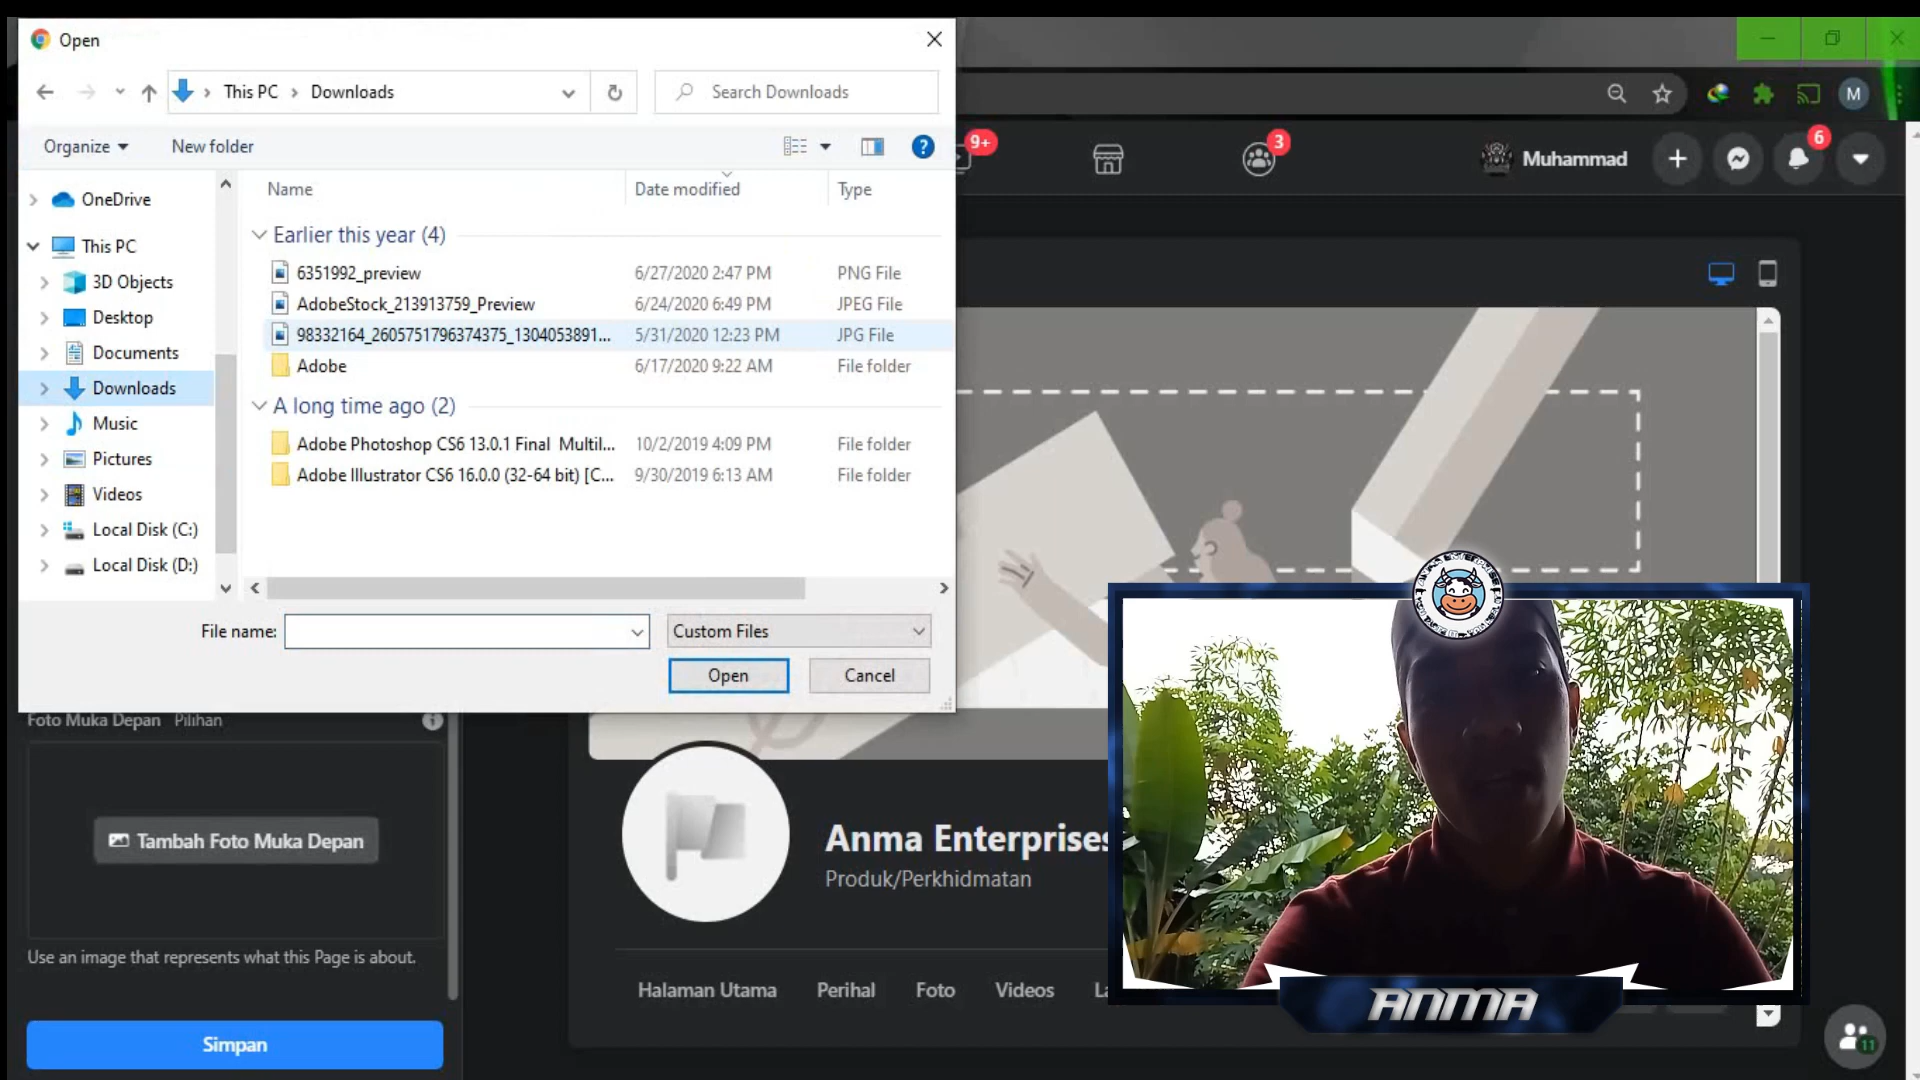 Open
This PC > Downloads
Search Downloads
Organize
New folder
?
Name
Date modified
Type
OneDrive
This PC
3D Objects
Desktop
Documents
Downloads
Music
Pictures
Videos
Local Disk (C:)
Local Disk (D:)
Earlier this year (4)
6351992_preview 6/27/2020 2:47 PM PNG File
AdobeStock_213913759_Preview 6/24/2020 6:49 PM JPEG File
98332164_2605751796374375_1304053891... 5/31/2020 12:23 PM JPG File
Adobe 6/17/2020 9:22 AM File folder
A long time ago (2)
Adobe Photoshop CS6 13.0.1 Final Multil... 10/2/2019 4:09 PM File folder
Adobe Illustrator CS6 16.0.0 (32-64 bit) [C... 9/30/2019 6:13 AM File folder
File name:
Custom Files
Open
Cancel
M
9+
3
Muhammad
6
Foto Muka Depan Pilihan
Tambah Foto Muka Depan
Use an image that represents what this Page is about.
Simpan
Anma Enterprises
Produk/Perkhidmatan
Halaman Utama
Perihal
Foto
Videos
ANMA
11